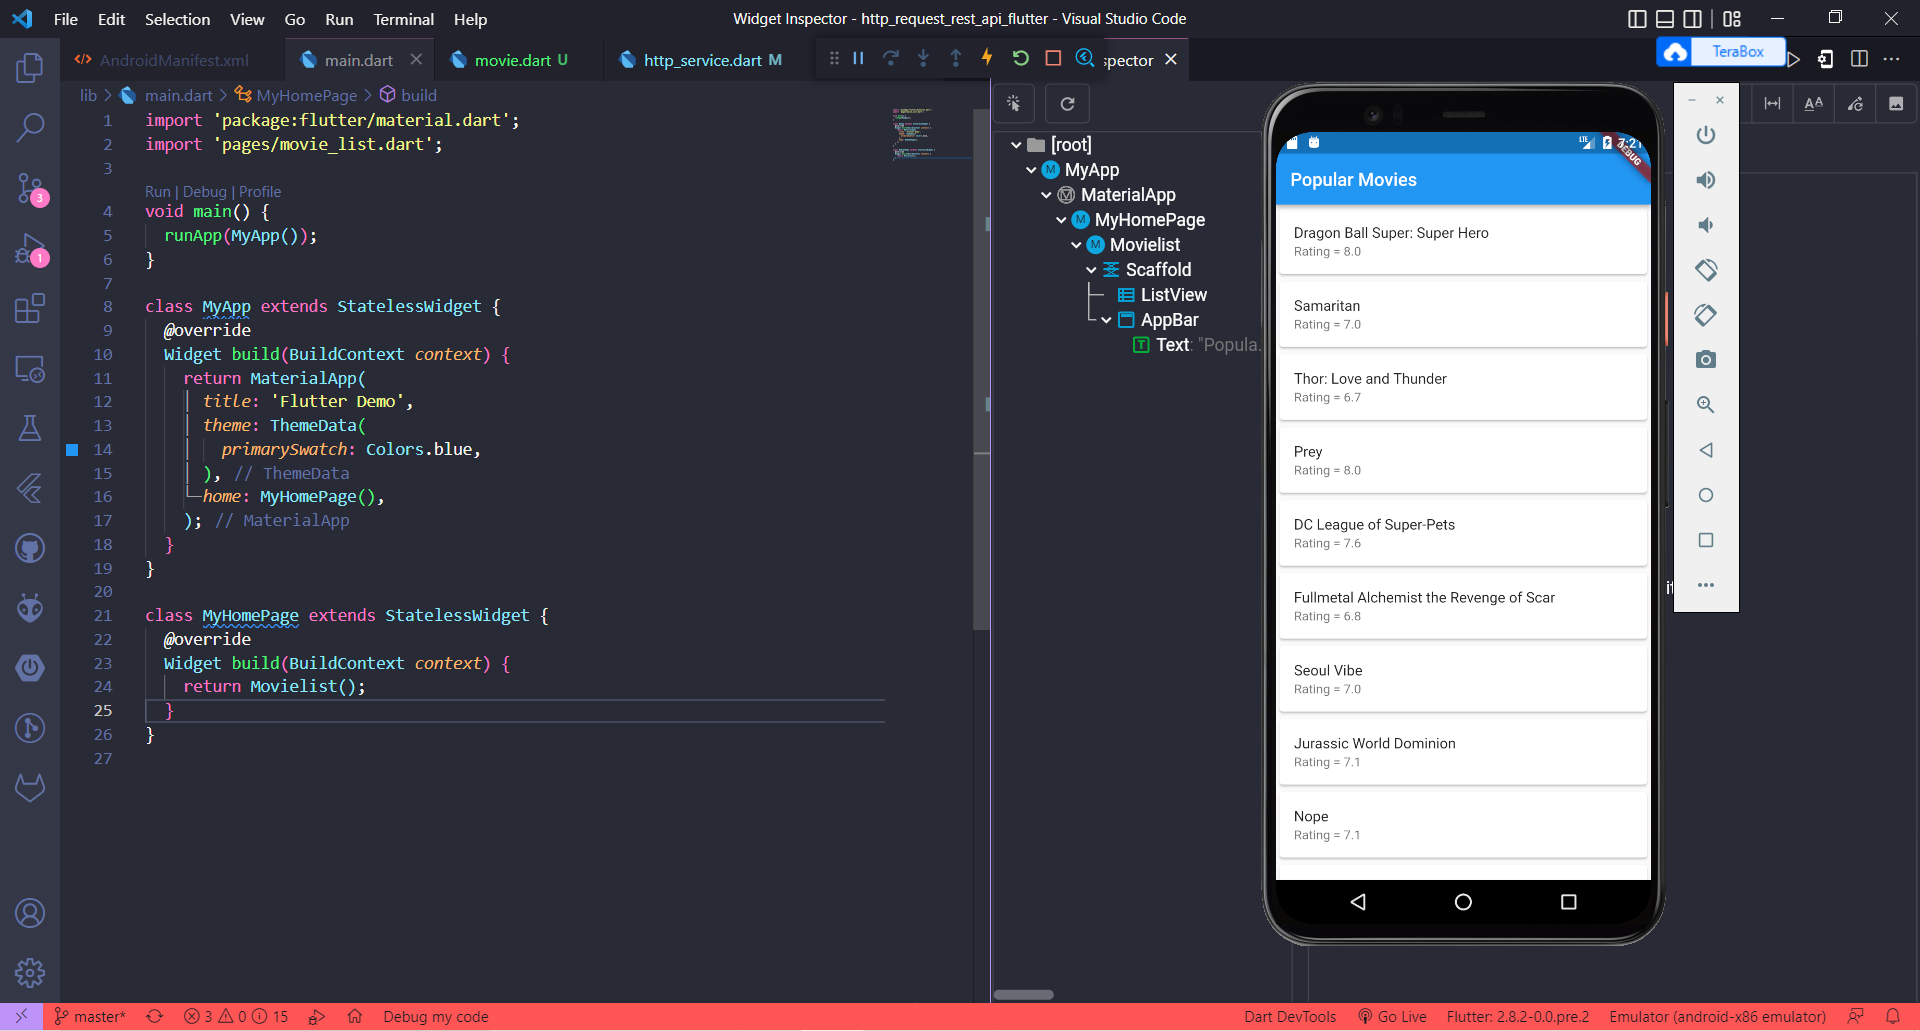 File Edit Selection View Go Run Terminal Help
Widget Inspector - http_request_rest_api_flutter - Visual Studio Code
AndroidManifest.xml
main.dart
movie.dart U
http_service.dart M
spector
TeraBox
lib > main.dart > MyHomePage > build
1 import 'package:flutter/material.dart';
2 import 'pages/movie_list.dart';
3
Run | Debug | Profile
4 void main() {
5 runApp(MyApp());
6 }
7
8 class MyApp extends StatelessWidget {
9 @override
10 Widget build(BuildContext context) {
11 return MaterialApp(
12 title: 'Flutter Demo',
13 theme: ThemeData(
14 primarySwatch: Colors.blue,
15 ), // ThemeData
16 home: MyHomePage(),
17 ); // MaterialApp
18 }
19 }
20
21 class MyHomePage extends StatelessWidget {
22 @override
23 Widget build(BuildContext context) {
24 return Movielist();
25 }
26 }
27
3
1
[root]
MyApp
MaterialApp
MyHomePage
Movielist
Scaffold
ListView
AppBar
Text: "Popula...
LTE
DEBUG
Popular Movies
Dragon Ball Super: Super Hero
Rating = 8.0
Samaritan
Rating = 7.0
Thor: Love and Thunder
Rating = 6.7
Prey
Rating = 8.0
DC League of Super-Pets
Rating = 7.6
Fullmetal Alchemist the Revenge of Scar
Rating = 6.8
Seoul Vibe
Rating = 7.0
Jurassic World Dominion
Rating = 7.1
Nope
Rating = 7.1
master* 3 0 15 Debug my code
Dart DevTools Go Live Flutter: 2.8.2-0.0.pre.2 Emulator (android-x86 emulator)